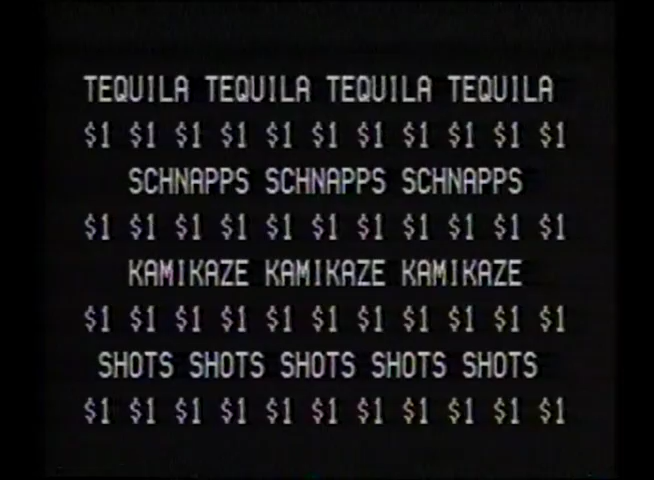 TEQUILA TEQUILA TEQUILA TEQUILA
$1 $1 $1 $1 $1 $1 $1 $1 $1 $1 $1
SCHNAPPS SCHNAPPS SCHNAPPS
$1 $1 $1 $1 $1 $1 $1 $1 $1 $1 $1
KAMIKAZE KAMIKAZE KAMIKAZE
$1 $1 $1 $1 $1 $1 $1 $1 $1 $1 $1
SHOTS SHOTS SHOTS SHOTS SHOTS
$1 $1 $1 $1 $1 $1 $1 $1 $1 $1 $1